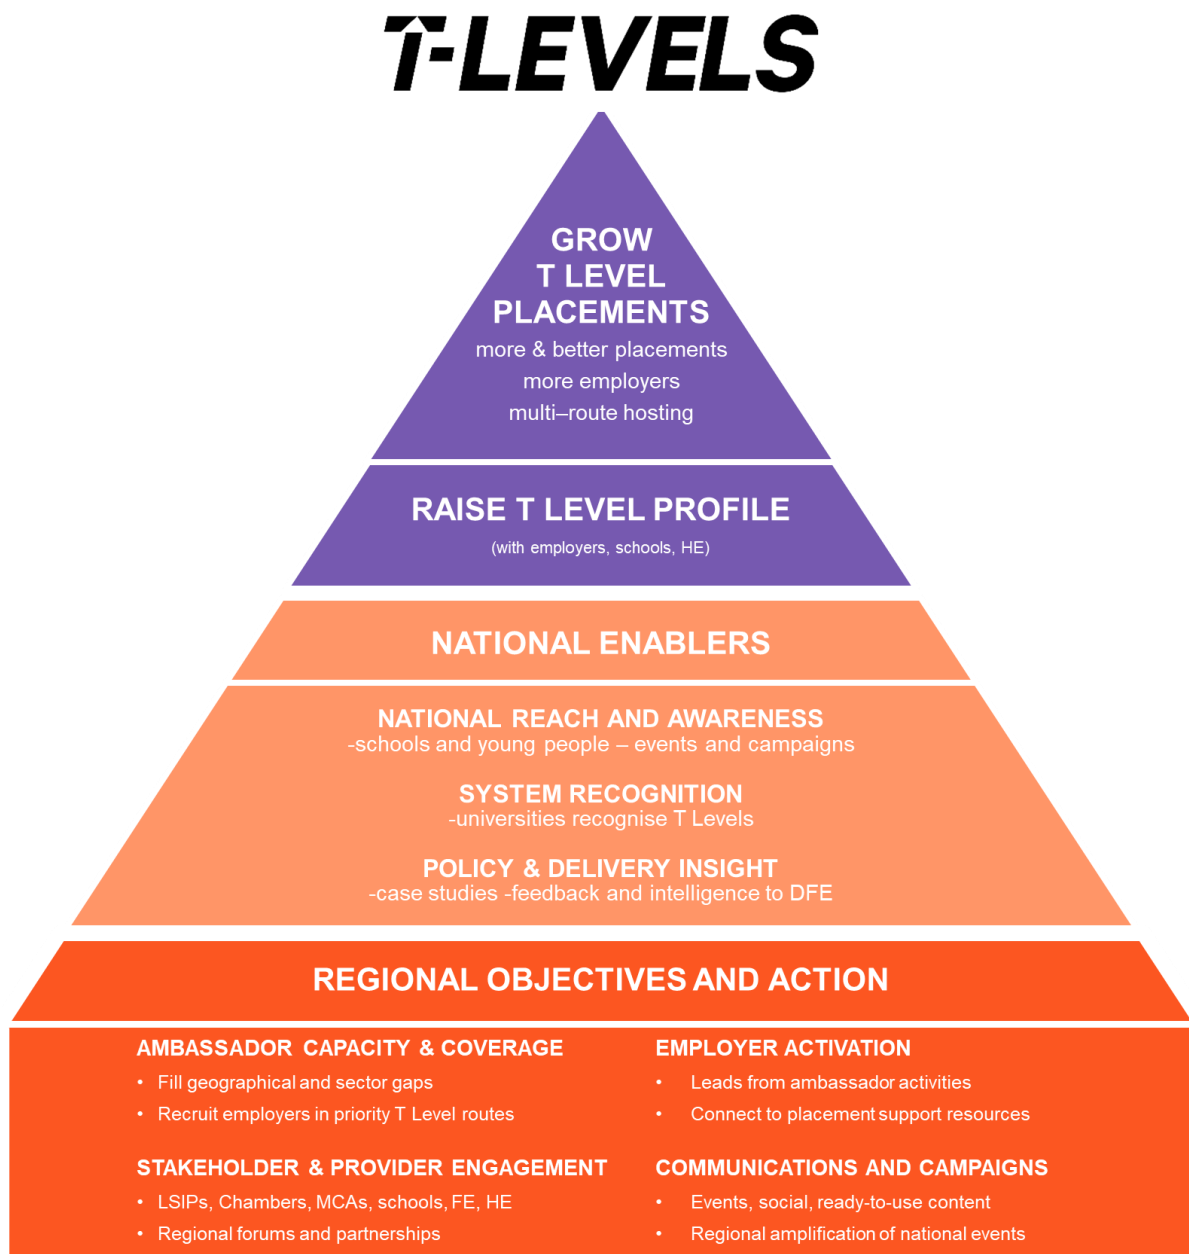 T-LEVELS
GROW
T LEVEL
PLACEMENTS
more & better placements
more employers
multi–route hosting
RAISE T LEVEL PROFILE
(with employers, schools, HE)
NATIONAL ENABLERS
NATIONAL REACH AND AWARENESS
-schools and young people – events and campaigns
SYSTEM RECOGNITION
-universities recognise T Levels
POLICY & DELIVERY INSIGHT
-case studies -feedback and intelligence to DFE
REGIONAL OBJECTIVES AND ACTION
AMBASSADOR CAPACITY & COVERAGE
• Fill geographical and sector gaps
• Recruit employers in priority T Level routes
EMPLOYER ACTIVATION
• Leads from ambassador activities
• Connect to placement support resources
STAKEHOLDER & PROVIDER ENGAGEMENT
• LSIPs, Chambers, MCAs, schools, FE, HE
• Regional forums and partnerships
COMMUNICATIONS AND CAMPAIGNS
• Events, social, ready-to-use content
• Regional amplification of national events